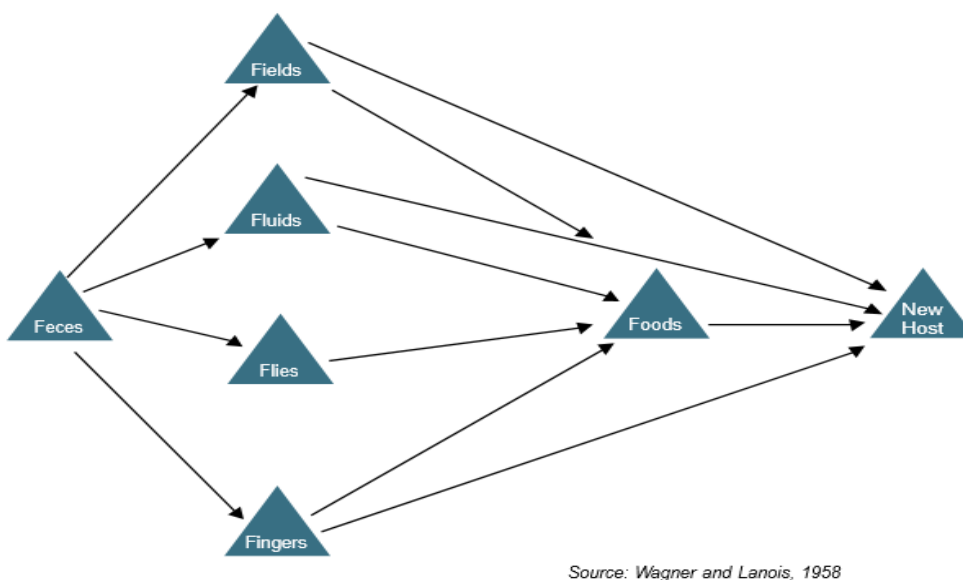 Fields
Fluids
Feces
Foods
New
Host
Flies
Fingers
Source: Wagner and Lanois, 1958